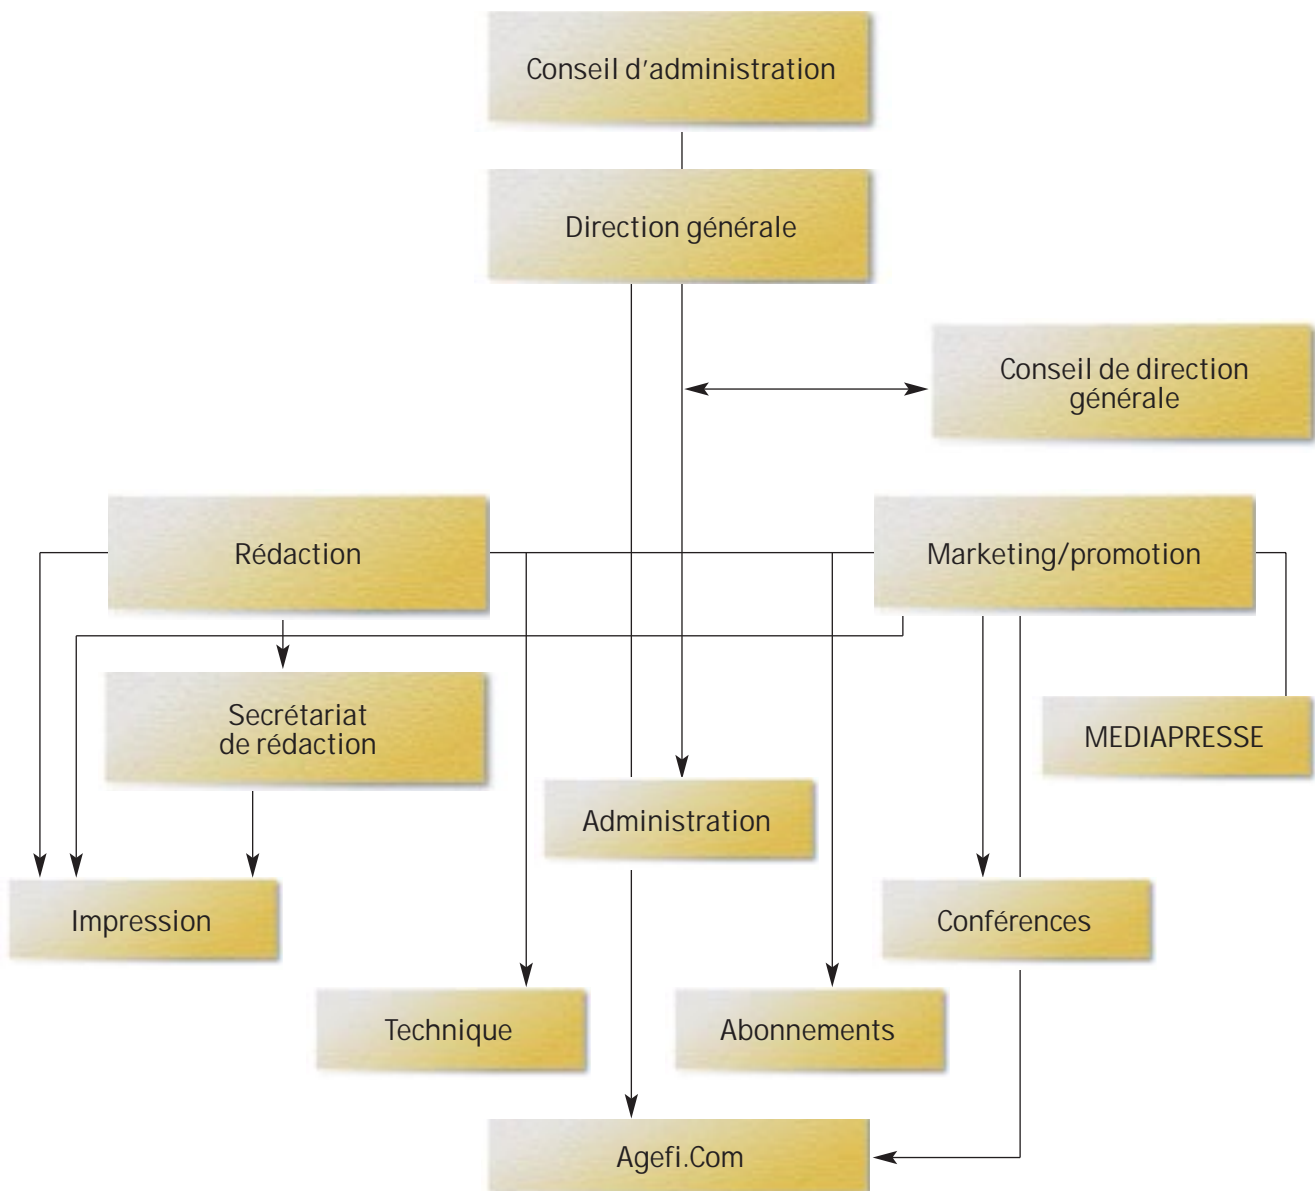 Conseil d'administration
Direction générale
Conseil de direction
générale
Rédaction
Marketing/promotion
Secrétariat
de rédaction
MEDIAPRESSE
Administration
Impression
Conférences
Technique
Abonnements
Agefi.Com